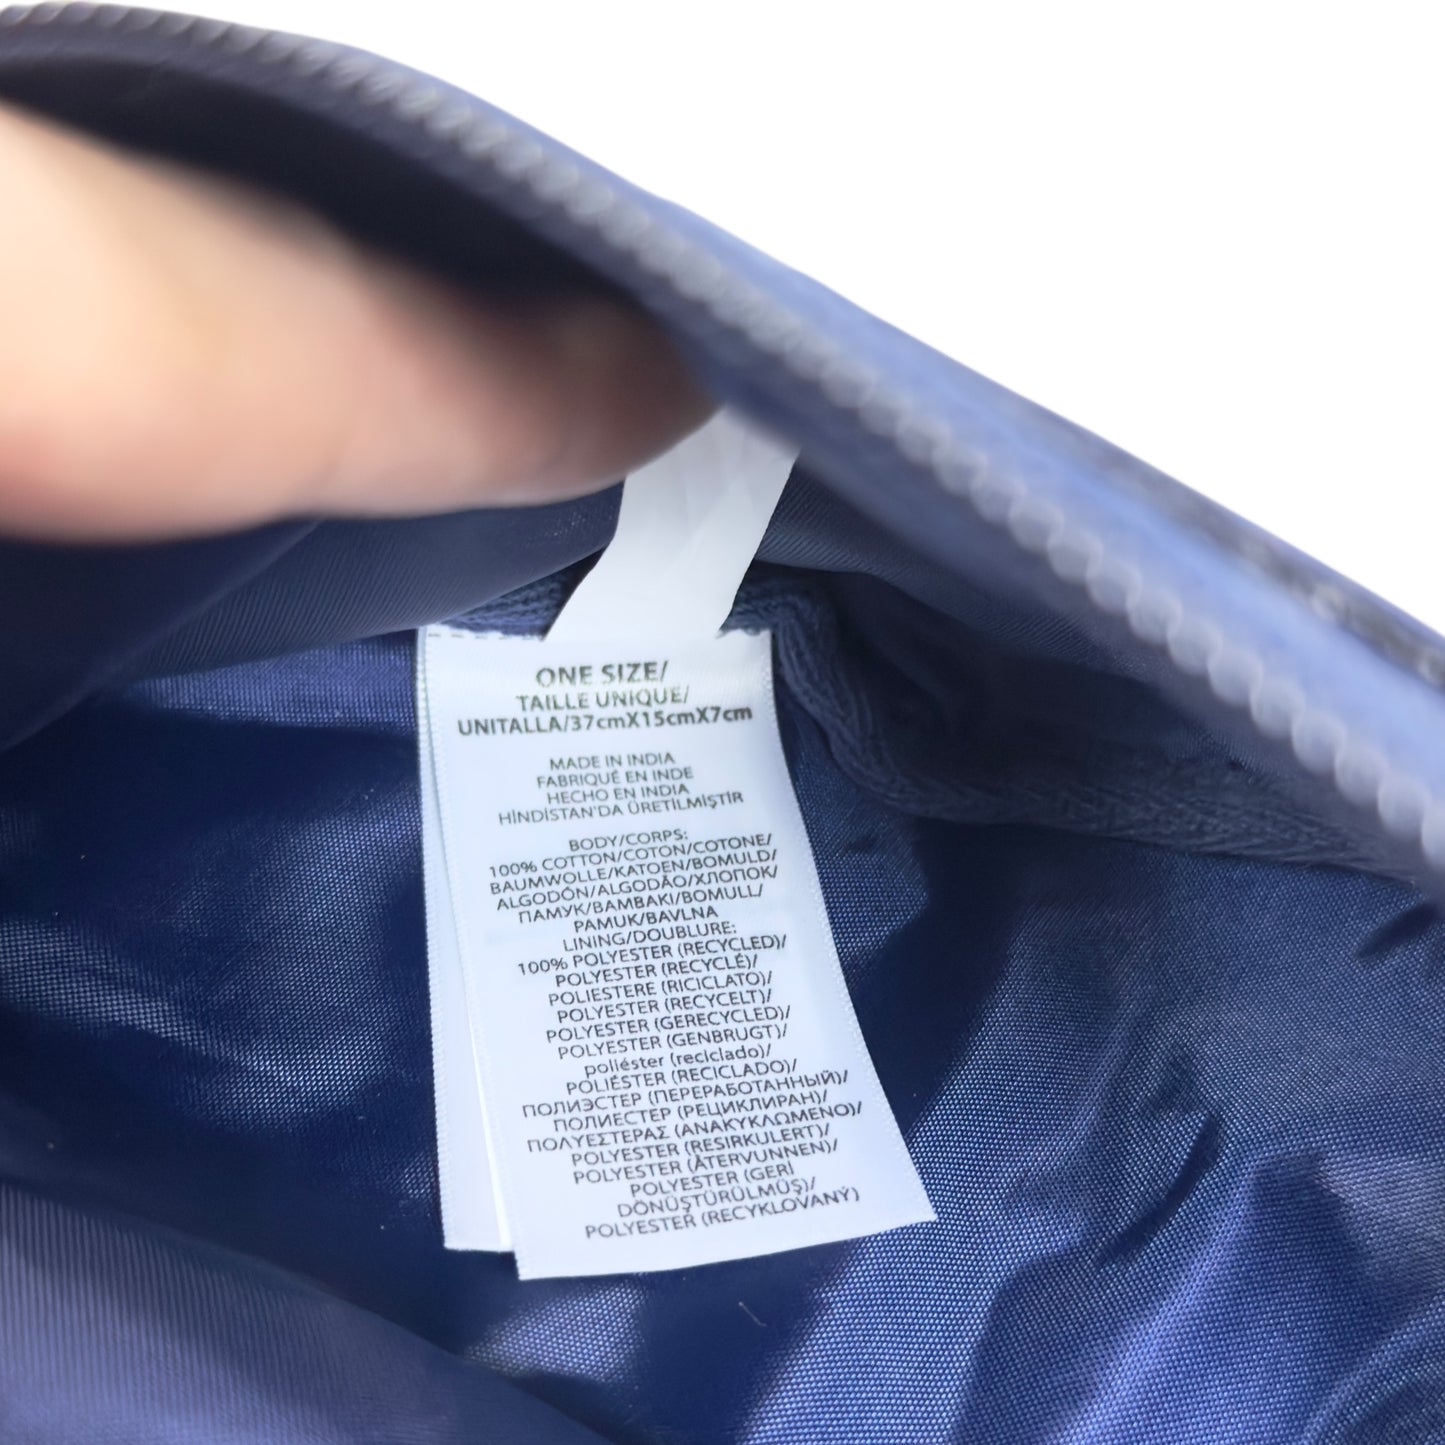 ONE SIZE/
TAILLE UNIQUE/
UNITALLA/37cmX15cmX7cm
MADE IN INDIA
FABRIQUÉ EN INDE
HECHO EN INDIA
HİNDİSTAN'DA ÜRETİLMİŞTİR
BODY/CORPS:
100% COTTON/COTON/COTONE/
BAUMWOLLE/KATOEN/BOMULD/
ALGODÓN/ALGODÃO/ХЛОПОК/
ПАМУК/ΒΑΜΒΑΚΙ/BOMULL/
PAMUK/BAVLNA
LINING/DOUBLURE:
100% POLYESTER (RECYCLED)/
POLYESTER (RECYCLÉ)/
POLIESTERE (RICICLATO)/
POLYESTER (RECYCELT)/
POLYESTER (GERECYCLED)/
POLYESTER (GENBRUGT)/
poliéster (reciclado)/
POLIÉSTER (RECICLADO)/
ПОЛИЭСТЕР (ПЕРЕРАБОТАННЫЙ)/
ПОЛИЕСТЕР (РЕЦИКЛИРАН)/
ΠΟΛΥΕΣΤΕΡΑΣ (ΑΝΑΚΥΚΛΩΜΕΝΟ)/
POLYESTER (RESIRKULERT)/
POLYESTER (ÅTERVUNNEN)/
POLYESTER (GERİ
DÖNÜŞTÜRÜLMÜŞ)/
POLYESTER (RECYKLOVANÝ)